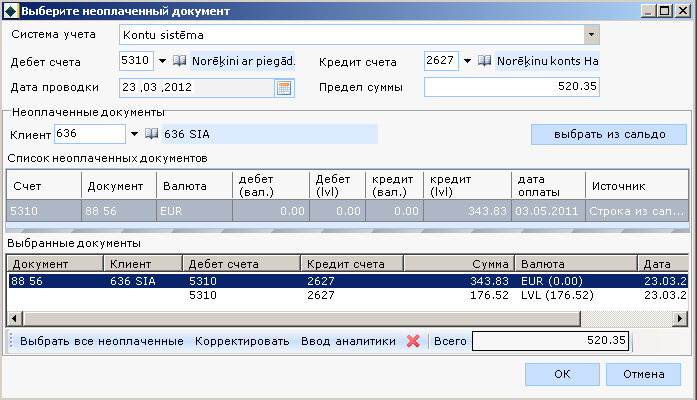 Выберите неоплаченный документ
Система учета Kontu sistēma
Дебет счета 5310 Norēķini ar piegād. Кредит счета 2627 Norēķinu konts Ha
Дата проводки 23 ,03 ,2012 Предел суммы 520.35
Неоплаченные документы
Клиент 636 636 SIA выбрать из сальдо
Список неоплаченных документов
Счет Документ Валюта дебет (вал.) Дебет (lvl) кредит (вал.) кредит (lvl) дата оплаты Источник
5310 88 56 EUR 0.00 0.00 0.00 343.83 03.05.2011 Строка из сал...
Выбранные документы
Документ Клиент Дебет счета Кредит счета Сумма Валюта Дата
88 56 636 SIA 5310 2627 343.83 EUR (0.00) 23.03.2
5310 2627 176.52 LVL (176.52) 23.03.2
Выбрать все неоплаченные Корректировать Ввод аналитики Всего 520.35
OK Отмена